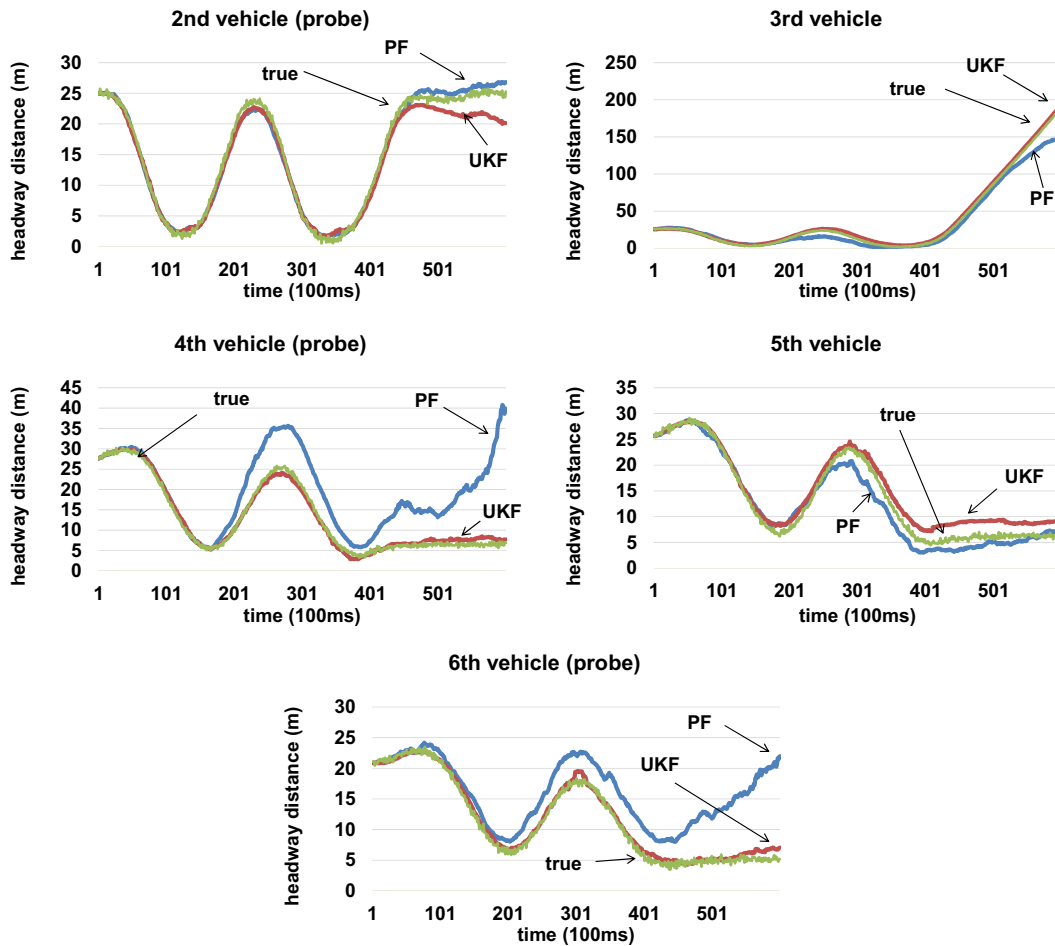 2nd vehicle (probe)
headway distance (m)
30
25
20
15
10
5
0
1 101 201 301 401 501
time (100ms)
true
PF
UKF
3rd vehicle
headway distance (m)
250
200
150
100
50
0
1 101 201 301 401 501
time (100ms)
UKF
true
PF
4th vehicle (probe)
headway distance (m)
45
40
35
30
25
20
15
10
5
0
1 101 201 301 401 501
time (100ms)
true
PF
UKF
5th vehicle
headway distance (m)
35
30
25
20
15
10
5
0
1 101 201 301 401 501
time (100ms)
true
UKF
PF
6th vehicle (probe)
headway distance (m)
30
25
20
15
10
5
0
1 101 201 301 401 501
time (100ms)
PF
UKF
true